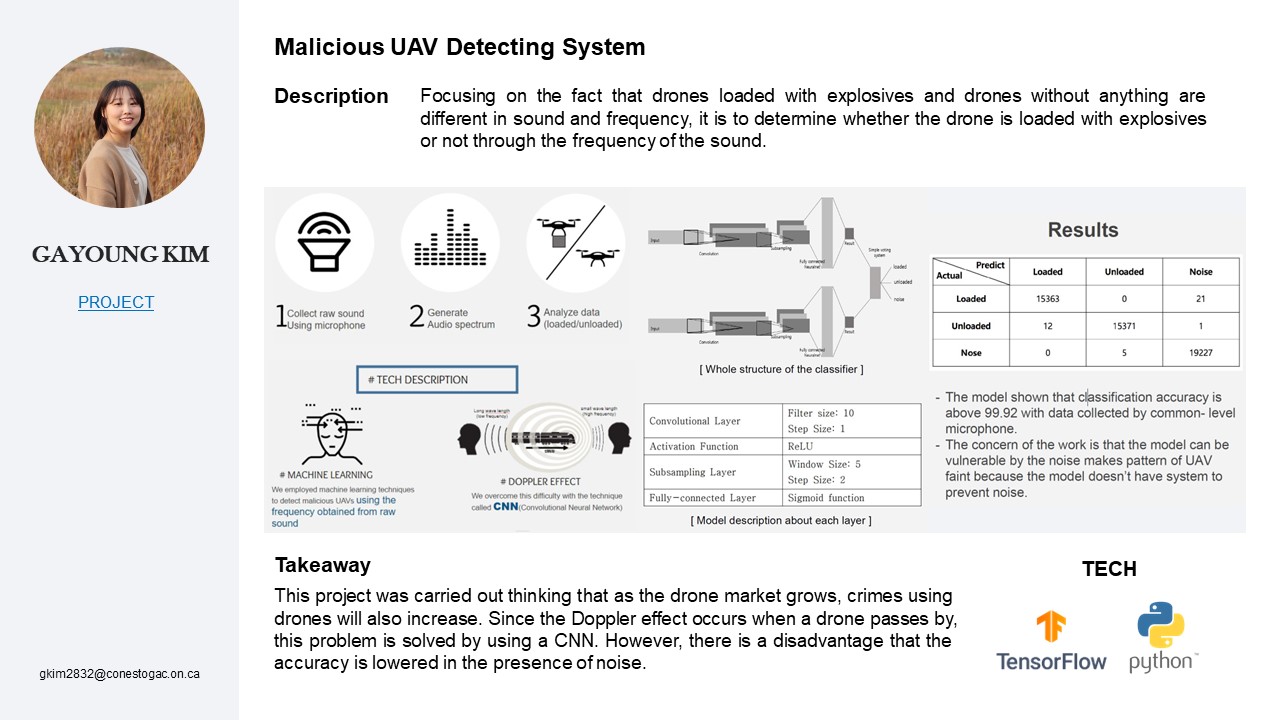 Malicious UAV Detecting System
Description
Focusing on the fact that drones loaded with explosives and drones without anything are
different in sound and frequency, it is to determine whether the drone is loaded with explosives
or not through the frequency of the sound.
GAYOUNG KIM
PROJECT
gkim2832@conestogac.on.ca
1 Collect raw sound
Using microphone
2 Generate
Audio spectrum
3 Analyze data
(loaded/unloaded)
# TECH DESCRIPTION
# MACHINE LEARNING
We employed machine learning techniques
to detect malicious UAVs using the
frequency obtained from raw
sound
Long wave length
(low frequency)
small wave length
(high frequency)
# DOPPLER EFFECT
We overcome this difficulty with the technique
called CNN(Convolutional Neural Network)
Input
Convolution
Subsampling
Fully connected
Result
Simple voting
system
loaded
unloaded
noise
Input
Convolution
Subsampling
Fully connected
Result
[ Whole structure of the classifier ]
Convolutional Layer
Filter size: 10
Step Size: 1
Activation Function
ReLU
Subsampling Layer
Window Size: 5
Step Size: 2
Fully-connected Layer
Sigmoid function
[ Model description about each layer ]
Results
Predict
Actual
Loaded Unloaded Noise
Loaded 15363 0 21
Unloaded 12 15371 1
Nose 0 5 19227
- The model shown that classification accuracy is
above 99.92 with data collected by common- level
microphone.
- The concern of the work is that the model can be
vulnerable by the noise makes pattern of UAV
faint because the model doesn't have system to
prevent noise.
Takeaway
This project was carried out thinking that as the drone market grows, crimes using
drones will also increase. Since the Doppler effect occurs when a drone passes by,
this problem is solved by using a CNN. However, there is a disadvantage that the
accuracy is lowered in the presence of noise.
TECH
TensorFlow
python™